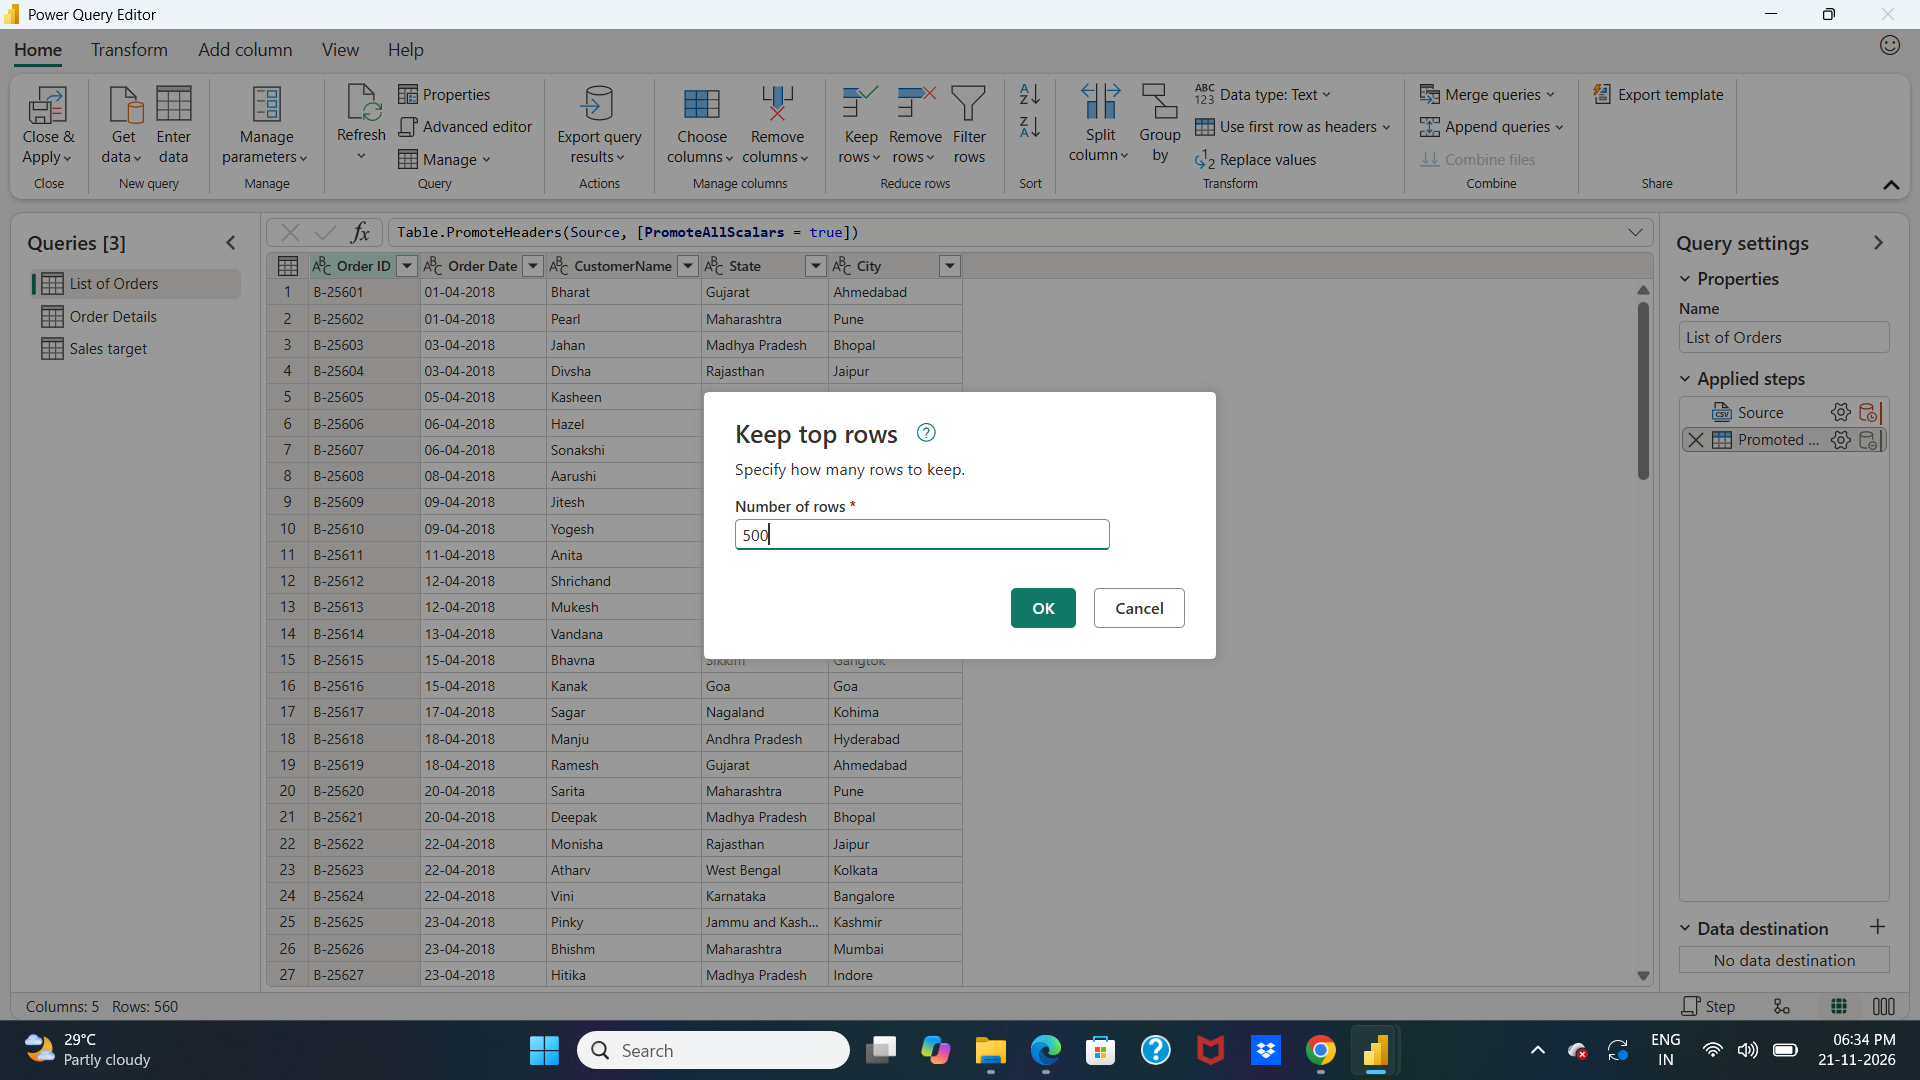 Power Query Editor
Home Transform Add column View Help
Close & Apply
Close
Get data
Enter data
New query
Manage parameters
Manage
Refresh
Properties
Advanced editor
Manage
Query
Export query results
Actions
Choose columns
Remove columns
Manage columns
Keep rows
Remove rows
Filter rows
Reduce rows
Sort
Split column
Group by
Data type: Text
Use first row as headers
Replace values
Transform
Merge queries
Append queries
Combine files
Combine
Export template
Share
Queries [3]
List of Orders
Order Details
Sales target
fx Table.PromoteHeaders(Source, [PromoteAllScalars = true])
Order ID Order Date CustomerName State City
1 B-25601 01-04-2018 Bharat Gujarat Ahmedabad
2 B-25602 01-04-2018 Pearl Maharashtra Pune
3 B-25603 03-04-2018 Jahan Madhya Pradesh Bhopal
4 B-25604 03-04-2018 Divsha Rajasthan Jaipur
5 B-25605 05-04-2018 Kasheen
6 B-25606 06-04-2018 Hazel
7 B-25607 06-04-2018 Sonakshi
8 B-25608 08-04-2018 Aarushi
9 B-25609 09-04-2018 Jitesh
10 B-25610 09-04-2018 Yogesh
11 B-25611 11-04-2018 Anita
12 B-25612 12-04-2018 Shrichand
13 B-25613 12-04-2018 Mukesh
14 B-25614 13-04-2018 Vandana
15 B-25615 15-04-2018 Bhavna Sikkim Gangtok
16 B-25616 15-04-2018 Kanak Goa Goa
17 B-25617 17-04-2018 Sagar Nagaland Kohima
18 B-25618 18-04-2018 Manju Andhra Pradesh Hyderabad
19 B-25619 18-04-2018 Ramesh Gujarat Ahmedabad
20 B-25620 20-04-2018 Sarita Maharashtra Pune
21 B-25621 20-04-2018 Deepak Madhya Pradesh Bhopal
22 B-25622 22-04-2018 Monisha Rajasthan Jaipur
23 B-25623 22-04-2018 Atharv West Bengal Kolkata
24 B-25624 22-04-2018 Vini Karnataka Bangalore
25 B-25625 23-04-2018 Pinky Jammu and Kash... Kashmir
26 B-25626 23-04-2018 Bhishm Maharashtra Mumbai
27 B-25627 23-04-2018 Hitika Madhya Pradesh Indore
Keep top rows
Specify how many rows to keep.
Number of rows *
500
OK Cancel
Query settings
Properties
Name
List of Orders
Applied steps
Source
Promoted ...
Data destination
No data destination
Columns: 5 Rows: 560
Step
29°C
Partly cloudy
Search
ENG
IN
06:34 PM
21-11-2026